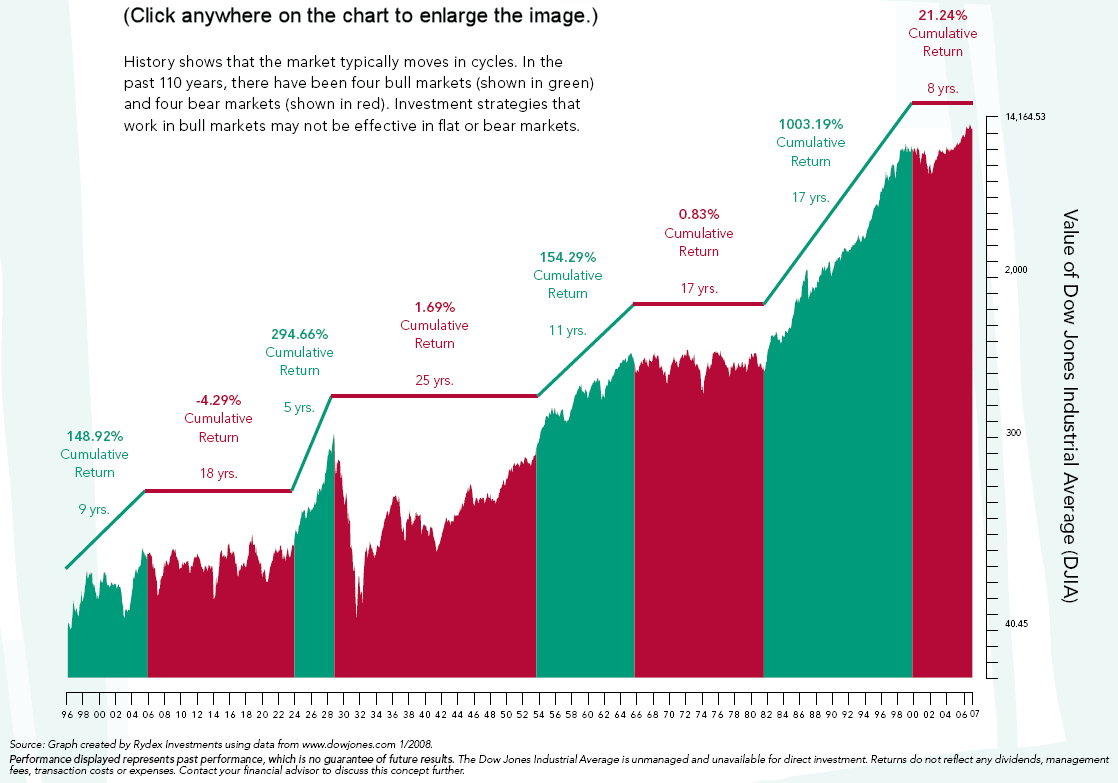 (Click anywhere on the chart to enlarge the image.)
History shows that the market typically moves in cycles. In the
past 110 years, there have been four bull markets (shown in green)
and four bear markets (shown in red). Investment strategies that
work in bull markets may not be effective in flat or bear markets.
148.92%
Cumulative
Return
9 yrs.
-4.29%
Cumulative
Return
18 yrs.
294.66%
Cumulative
Return
5 yrs.
1.69%
Cumulative
Return
25 yrs.
154.29%
Cumulative
Return
11 yrs.
0.83%
Cumulative
Return
17 yrs.
1003.19%
Cumulative
Return
17 yrs.
21.24%
Cumulative
Return
8 yrs.
14,164.53
2,000
300
40.45
Value of Dow Jones Industrial Average (DJIA)
96 98 00 02 04 06 08 10 12 14 16 18 20 22 24 26 28 30 32 34 36 38 40 42 44 46 48 50 52 54 56 58 60 62 64 66 68 70 72 74 76 78 80 82 84 86 88 90 92 94 96 98 00 02 04 06 07
Source: Graph created by Rydex Investments using data from www.dowjones.com 1/2008.
Performance displayed represents past performance, which is no guarantee of future results. The Dow Jones Industrial Average is unmanaged and unavailable for direct investment. Returns do not reflect any dividends, management
fees, transaction costs or expenses. Contact your financial advisor to discuss this concept further.